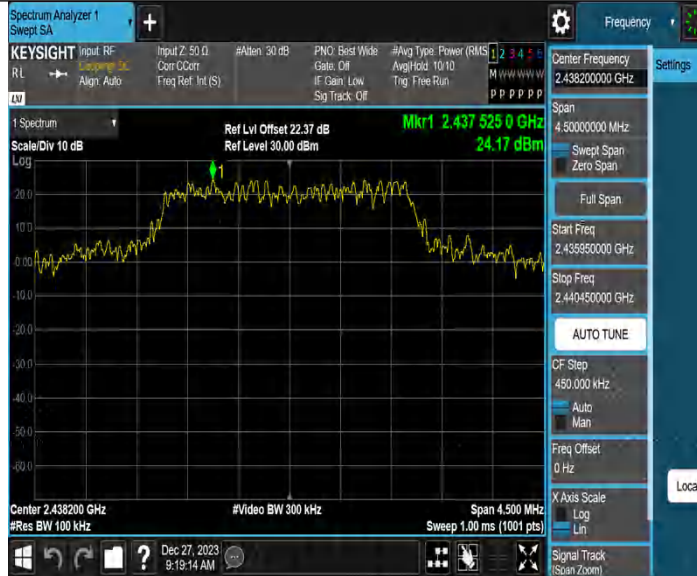 Spectrum Analyzer 1
Swept SA
+
Frequency
KEYSIGHT
RL
Input: RF
Coupling: DC
Align: Auto
Input Z: 50 Ω
Corr CCorr
Freq Ref: Int (S)
#Atten: 30 dB
PNO: Best Wide
Gate: Off
IF Gain: Low
Sig Track: Off
#Avg Type: Power (RMS
Avg|Hold: 10/10
Trig: Free Run
1 2 3 4 5 6
M W W W W W
P P P P P P
1 Spectrum
Scale/Div 10 dB
Log
Ref Lvl Offset 22.37 dB
Ref Level 30.00 dBm
Mkr1 2.437 525 0 GHz
24.17 dBm
1
20.0
10.0
0.00
-10.0
-20.0
-30.0
-40.0
-50.0
-60.0
Center 2.438200 GHz
#Res BW 100 kHz
#Video BW 300 kHz
Span 4.500 MHz
Sweep 1.00 ms (1001 pts)
?
Dec 27, 2023
9:19:14 AM
Center Frequency
2.438200000 GHz
Settings
Span
4.50000000 MHz
Swept Span
Zero Span
Full Span
Start Freq
2.435950000 GHz
Stop Freq
2.440450000 GHz
AUTO TUNE
CF Step
450.000 kHz
Auto
Man
Freq Offset
0 Hz
X Axis Scale
Log
Lin
Loca
Signal Track
(Span Zoom)